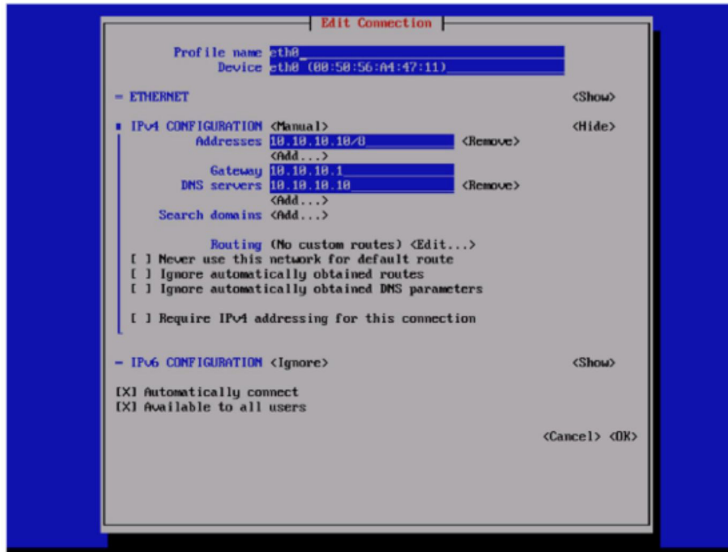 Edit Connection
Profile name eth0
Device eth0 (00:50:56:A4:47:11)
= ETHERNET <Show>
IPv4 CONFIGURATION <Manual> <Hide>
Addresses 10.10.10.10/8 <Remove>
<Add...>
Gateway 10.10.10.1
DNS servers 10.10.10.10 <Remove>
<Add...>
Search domains <Add...>
Routing (No custom routes) <Edit...>
[ ] Never use this network for default route
[ ] Ignore automatically obtained routes
[ ] Ignore automatically obtained DNS parameters
[ ] Require IPv4 addressing for this connection
= IPv6 CONFIGURATION <Ignore> <Show>
[X] Automatically connect
[X] Available to all users
<Cancel> <OK>